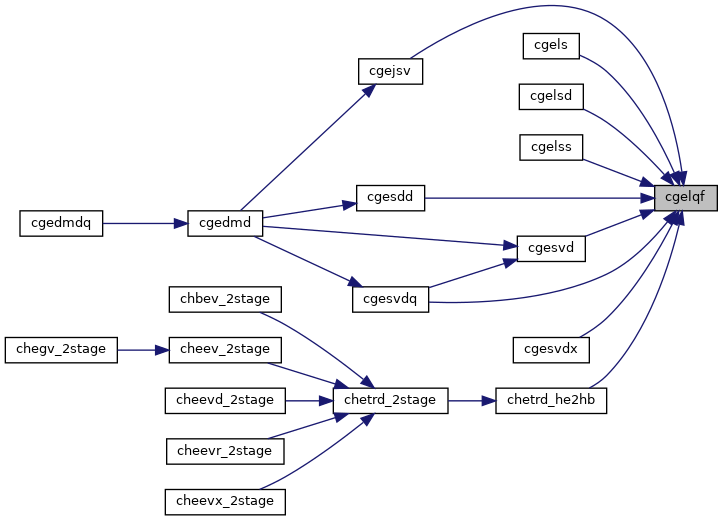 cgels
cgejsv
cgelsd
cgelss
cgelqf
cgesdd
cgedmdq
cgedmd
cgesvd
chbev_2stage
cgesvdq
chegv_2stage
cheev_2stage
cgesvdx
cheevd_2stage
chetrd_2stage
chetrd_he2hb
cheevr_2stage
cheevx_2stage